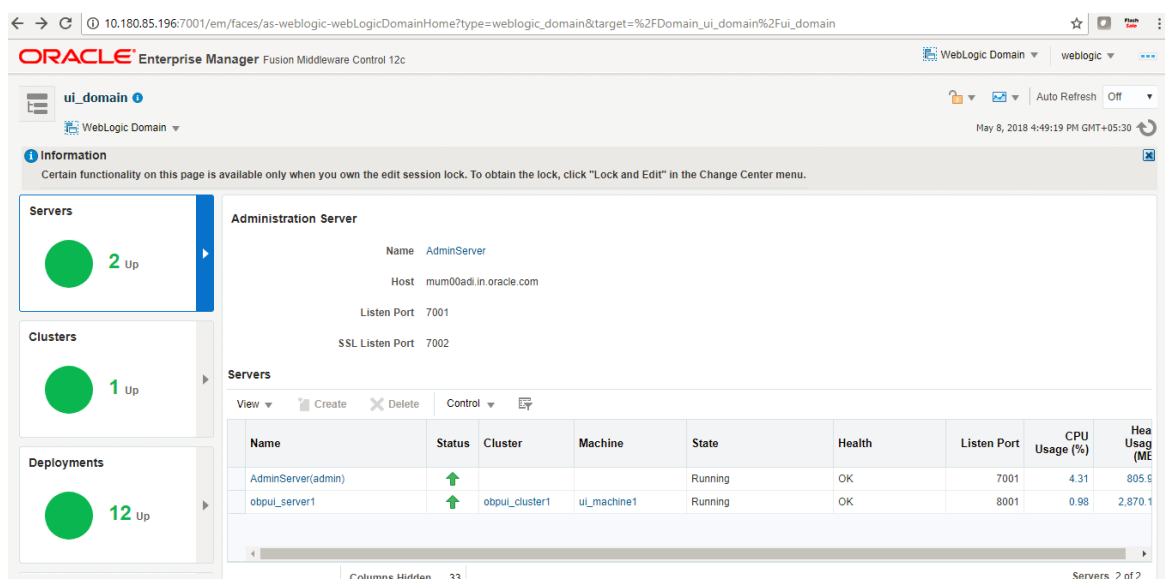 10.180.85.196:7001/em/faces/as-weblogic-webLogicDomainHome?type=weblogic_domain&target=%2FDomain_ui_domain%2Fui_domain
Flash Sale
ORACLE Enterprise Manager Fusion Middleware Control 12c
WebLogic Domain weblogic
ui_domain
Auto Refresh Off
WebLogic Domain
May 8, 2018 4:49:19 PM GMT+05:30
Information
Certain functionality on this page is available only when you own the edit session lock. To obtain the lock, click "Lock and Edit" in the Change Center menu.
Servers
2 Up
Clusters
1 Up
Deployments
12 Up
Administration Server
Name AdminServer
Host mum00adi.in.oracle.com
Listen Port 7001
SSL Listen Port 7002
Servers
View Create Delete Control
Name Status Cluster Machine State Health Listen Port CPU Usage (%) Hea Usag (ME
AdminServer(admin) Running OK 7001 4.31 805.9
obpui_server1 obpui_cluster1 ui_machine1 Running OK 8001 0.98 2,870.1
Columns Hidden 33
Servers 2 of 2